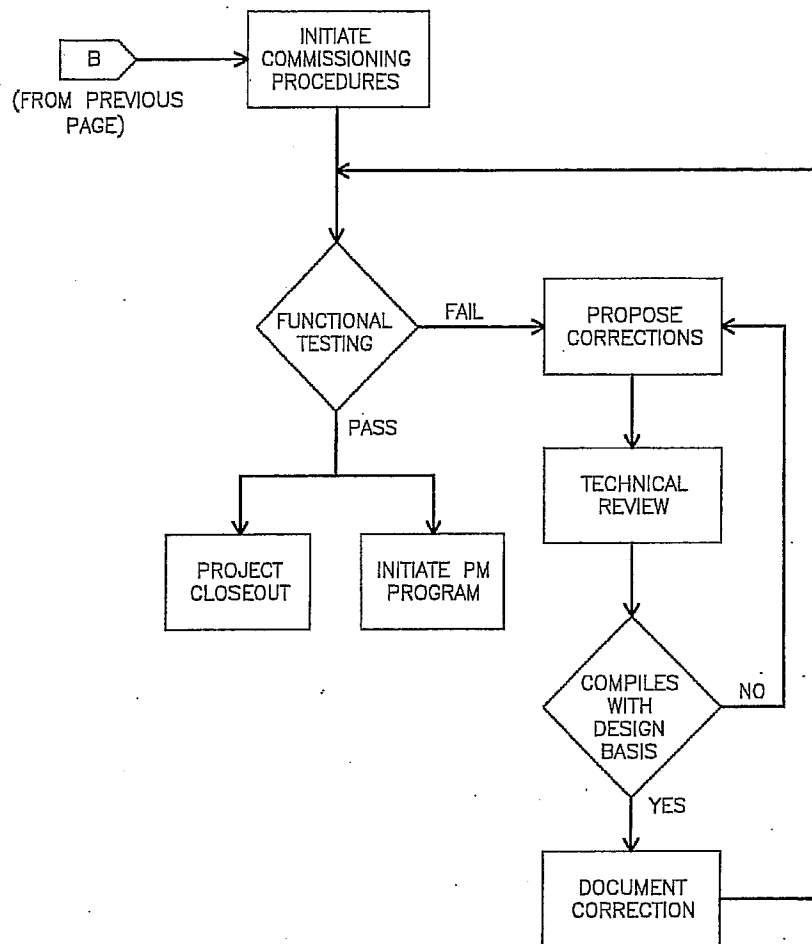 INITIATE
COMMISSIONING
PROCEDURES
B
(FROM PREVIOUS
PAGE)
FUNCTIONAL
TESTING
FAIL
PROPOSE
CORRECTIONS
PASS
TECHNICAL
REVIEW
PROJECT
CLOSEOUT
INITIATE PM
PROGRAM
COMPILES
WITH
DESIGN
BASIS
NO
YES
DOCUMENT
CORRECTION